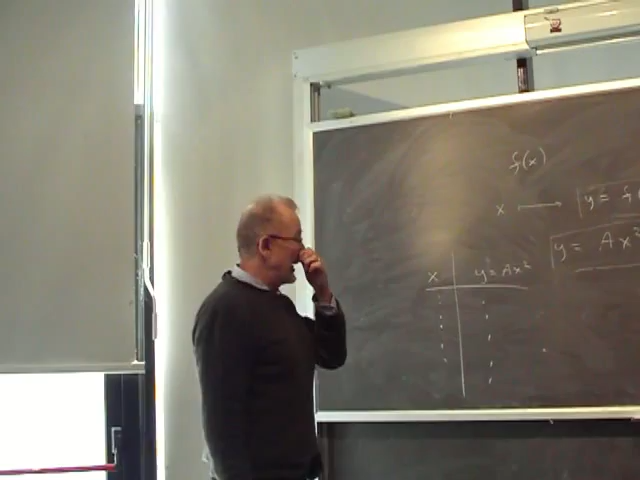 f(x)
x ⟶ y = f(
y = Ax²
x y = Ax²